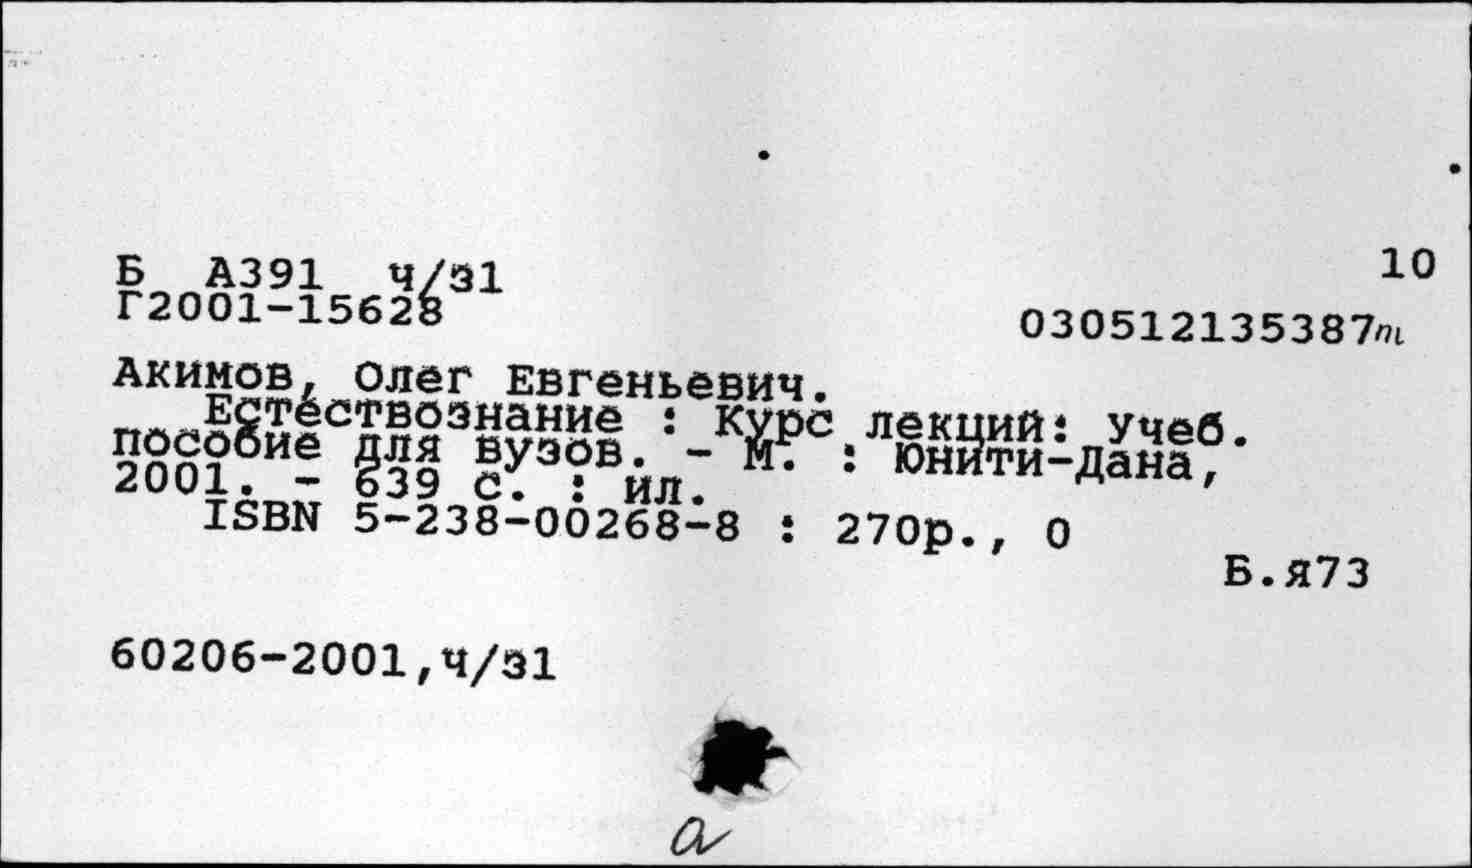 Б А391 ч/з1
10
Г2001-15628
030512135387m
Акимов, Олег Евгеньевич.
Естествознание : Курс лекций: Учеб.
пособие для вузов. - М. : Юнити-Дана,
2001. - 639 с. : ил.
ISBN 5-238-00268-8 : 270р., 0
Б.я73
60206-2001,ч/з1